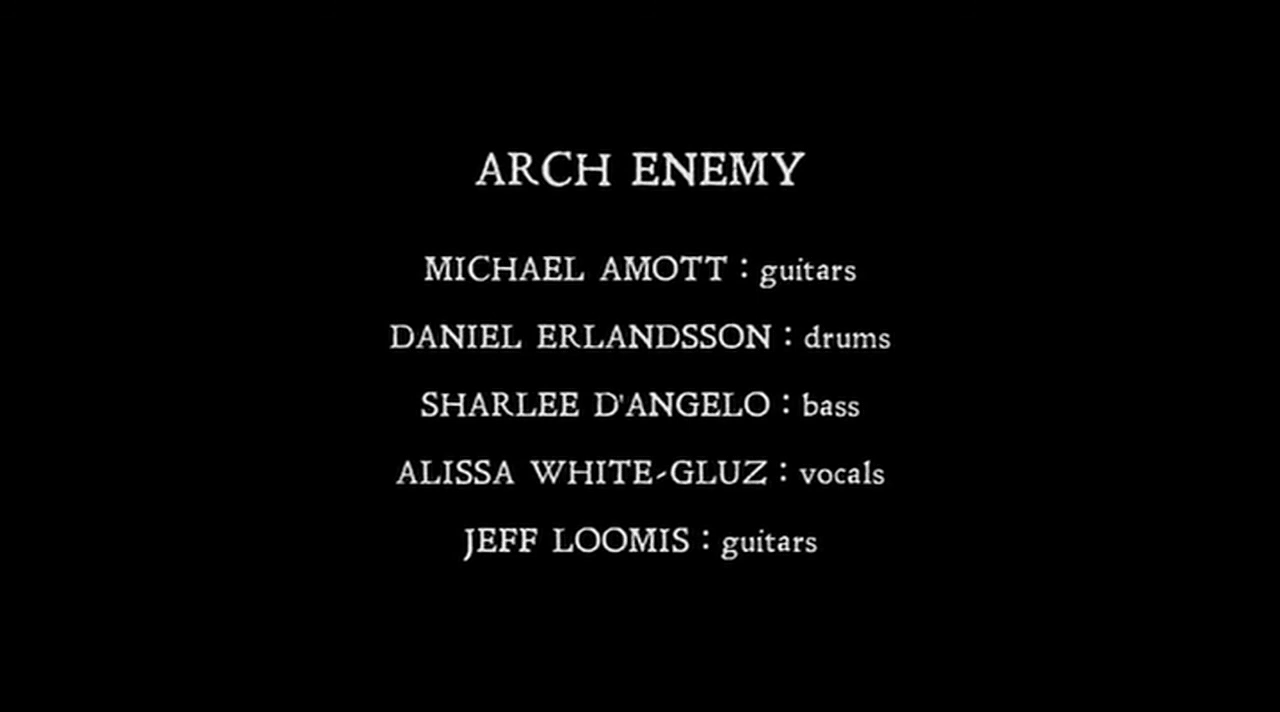 ARCH ENEMY
MICHAEL AMOTT : guitars
DANIEL ERLANDSSON : drums
SHARLEE D'ANGELO : bass
ALISSA WHITE-GLUZ : vocals
JEFF LOOMIS : guitars